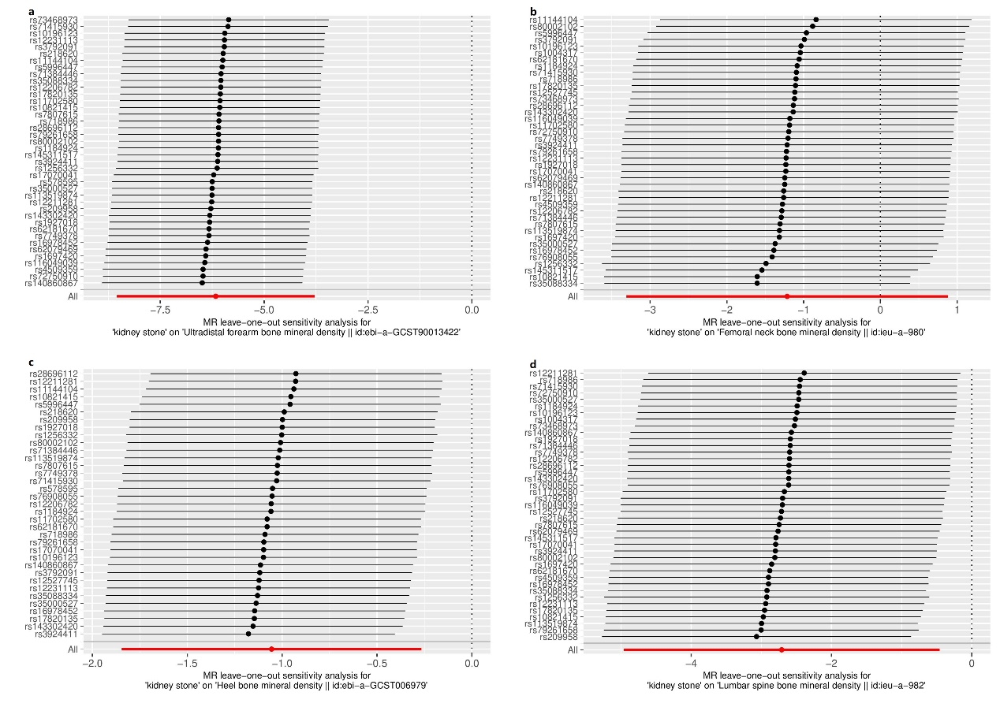 a
rs73468973
rs71415930
rs10196123
rs12231113
rs3792091
rs218620
rs11144104
rs5996447
rs71384446
rs35088334
rs12206782
rs17820135
rs11702580
rs10821415
rs7807615
rs718986
rs28696112
rs79261658
rs80002102
rs1184924
rs145311517
rs3924411
rs1256332
rs17070041
rs578595
rs35000527
rs113519874
rs12211281
rs209958
rs143302420
rs1927018
rs62181670
rs7749378
rs16978452
rs62079469
rs1697420
rs116049039
rs4509359
rs72750910
rs140860867
All
−7.5 −5.0 −2.5 0.0
MR leave−one−out sensitivity analysis for
'kidney stone' on 'Ultradistal forearm bone mineral density || id:ebi−a−GCST90013422'
b
rs11144104
rs80002102
rs5996447
rs3792091
rs10196123
rs1004317
rs62181670
rs1184924
rs71415930
rs718986
rs17820135
rs12527745
rs73468973
rs28696112
rs143302420
rs116049039
rs11702580
rs72750910
rs7749378
rs3924411
rs79261658
rs12231113
rs1927018
rs17070041
rs62079469
rs140860867
rs218620
rs12211281
rs4509359
rs12206782
rs71384446
rs7807615
rs113519874
rs1697420
rs35000527
rs16978452
rs76908055
rs1256332
rs145311517
rs10821415
rs35088334
All
−3 −2 −1 0 1
MR leave−one−out sensitivity analysis for
'kidney stone' on 'Femoral neck bone mineral density || id:ieu−a−980'
c
rs28696112
rs12211281
rs11144104
rs10821415
rs5996447
rs218620
rs209958
rs1927018
rs1256332
rs80002102
rs71384446
rs113519874
rs7807615
rs7749378
rs71415930
rs578595
rs76908055
rs12206782
rs1184924
rs11702580
rs62181670
rs718986
rs79261658
rs17070041
rs10196123
rs140860867
rs3792091
rs12527745
rs12231113
rs35088334
rs35000527
rs16978452
rs17820135
rs143302420
rs3924411
All
−2.0 −1.5 −1.0 −0.5 0.0
MR leave−one−out sensitivity analysis for
'kidney stone' on 'Heel bone mineral density || id:ebi−a−GCST006979'
d
rs12211281
rs718986
rs71415930
rs72750910
rs35000527
rs1184924
rs10196123
rs1004317
rs73468973
rs140860867
rs1927018
rs71384446
rs7749378
rs12206782
rs28696112
rs5996447
rs143302420
rs76908055
rs11702580
rs3792091
rs116049039
rs12527745
rs218620
rs7807615
rs62079469
rs145311517
rs17070041
rs3924411
rs80002102
rs1697420
rs62181670
rs4509359
rs16978452
rs35088334
rs1256332
rs12231113
rs17820135
rs10821415
rs113519874
rs79261658
rs209958
All
−4 −2 0
MR leave−one−out sensitivity analysis for
'kidney stone' on 'Lumbar spine bone mineral density || id:ieu−a−982'